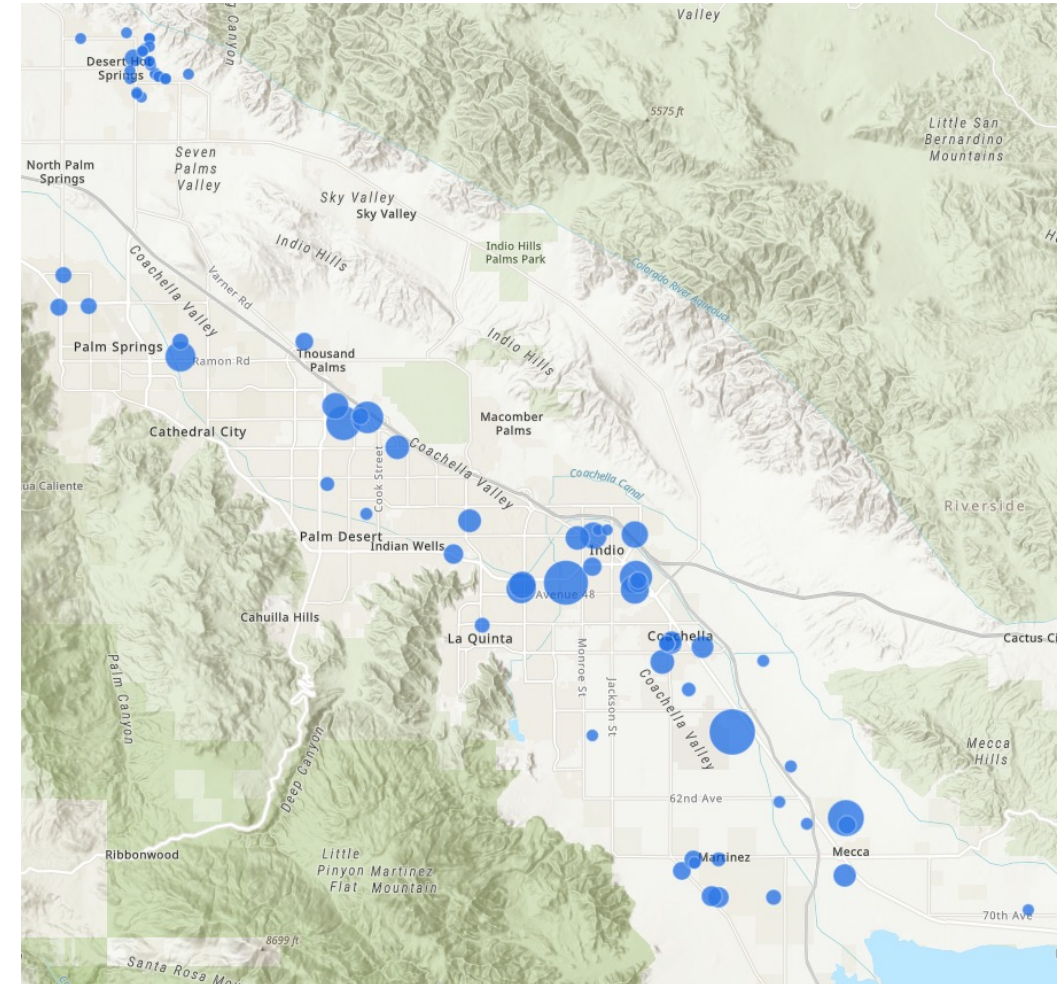 g Canyon
Valley
Desert Hot
Springs
5575 ft
Little San
Bernardino
Mountains
North Palm
Springs
Seven
Palms
Valley
Sky Valley
Sky Valley
Indio Hills
Indio Hills
Palms Park
Colorado River Aqueduct
Coachella Valley
Varner Rd
Indio Hills
Palm Springs
Ramon Rd
Thousand
Palms
Macomber
Palms
Cathedral City
Cook Street
Coachella Valley
Coachella Canal
ua Caliente
Riverside
Palm Desert
Indian Wells
Indio
Avenue 48
Cahuilla Hills
La Quinta
Coachella
Cactus Ci
Monroe St
Jackson St
Coachella Valley
Palm Canyon
Deep Canyon
Mecca
Hills
62nd Ave
Ribbonwood
Little
Pinyon
Flat
Martinez
Mountain
Martinez
Mecca
70th Ave
8699 ft
Santa Rosa Mo